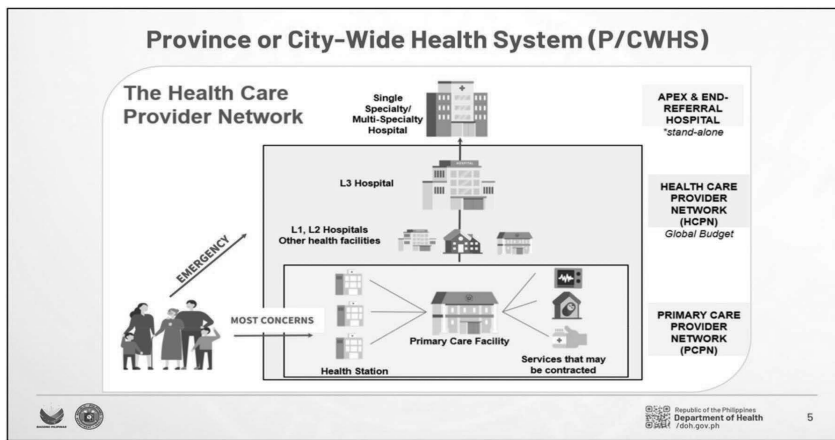 Province or City-Wide Health System (P/CWHS)
The Health Care
Provider Network
Single
Specialty/
Multi-Specialty
Hospital
APEX & END-
REFERRAL
HOSPITAL
*stand-alone
HOSPITAL
L3 Hospital
HEALTH CARE
PROVIDER
NETWORK
(HCPN)
Global Budget
L1, L2 Hospitals
Other health facilities
EMERGENCY
MOST CONCERNS
Primary Care Facility
Health Station
Services that may
be contracted
PRIMARY CARE
PROVIDER
NETWORK
(PCPN)
Republic of the Philippines
Department of Health
/doh.gov.ph
5